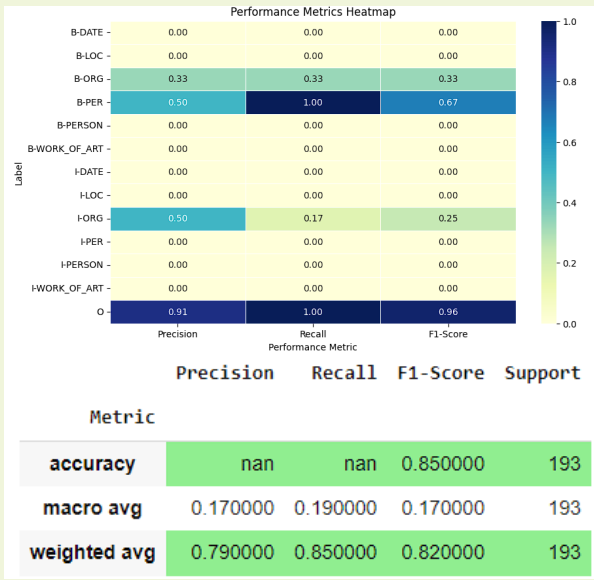 Performance Metrics Heatmap
B-DATE 0.00 0.00 0.00
B-LOC 0.00 0.00 0.00
B-ORG 0.33 0.33 0.33
B-PER 0.50 1.00 0.67
B-PERSON 0.00 0.00 0.00
B-WORK_OF_ART 0.00 0.00 0.00
I-DATE 0.00 0.00 0.00
I-LOC 0.00 0.00 0.00
I-ORG 0.50 0.17 0.25
I-PER 0.00 0.00 0.00
I-PERSON 0.00 0.00 0.00
I-WORK_OF_ART 0.00 0.00 0.00
O 0.91 1.00 0.96
Label
Precision Recall F1-Score
Performance Metric
1.0
0.8
0.6
0.4
0.2
0.0
Precision Recall F1-Score Support
Metric
accuracy nan nan 0.850000 193
macro avg 0.170000 0.190000 0.170000 193
weighted avg 0.790000 0.850000 0.820000 193